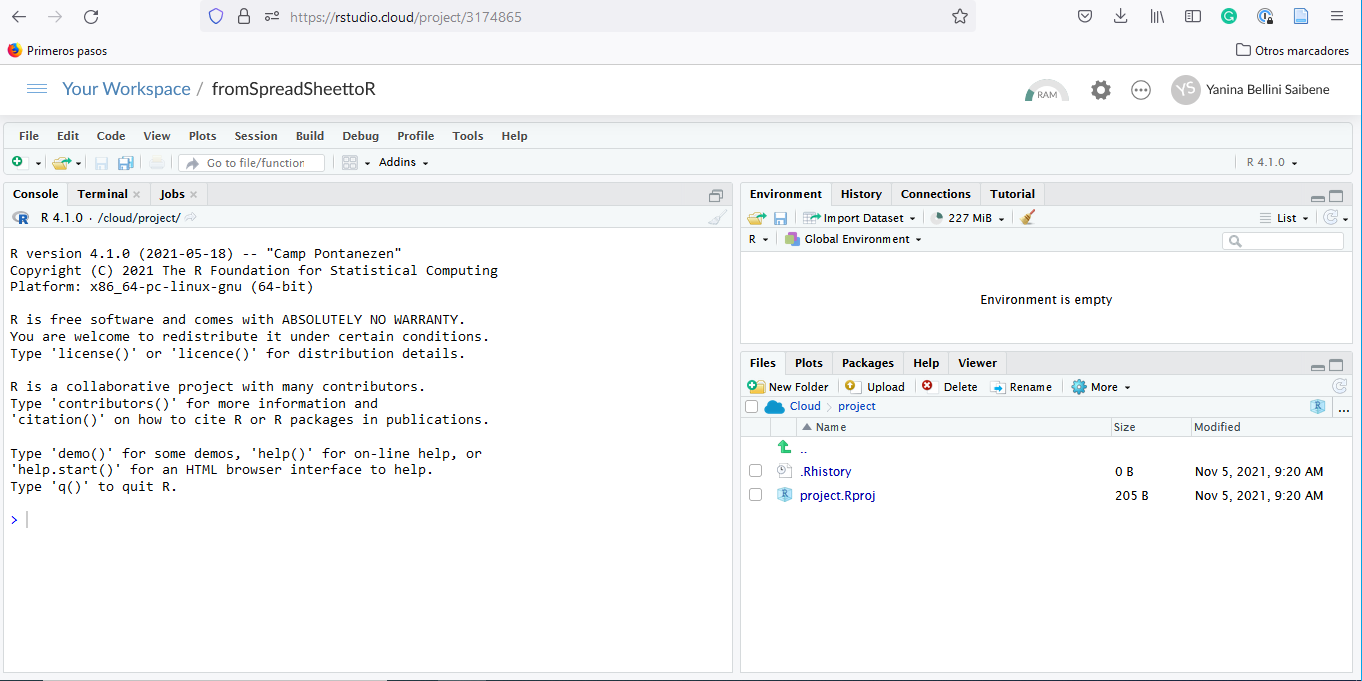 https://rstudio.cloud/project/3174865
Primeros pasos
Otros marcadores
Your Workspace / fromSpreadSheettoR
RAM
YS
Yanina Bellini Saibene
File Edit Code View Plots Session Build Debug Profile Tools Help
Go to file/function
Addins
R 4.1.0
Console Terminal Jobs
R 4.1.0 · /cloud/project/
R version 4.1.0 (2021-05-18) -- "Camp Pontanezen"
Copyright (C) 2021 The R Foundation for Statistical Computing
Platform: x86_64-pc-linux-gnu (64-bit)
R is free software and comes with ABSOLUTELY NO WARRANTY.
You are welcome to redistribute it under certain conditions.
Type 'license()' or 'licence()' for distribution details.
R is a collaborative project with many contributors.
Type 'contributors()' for more information and
'citation()' on how to cite R or R packages in publications.
Type 'demo()' for some demos, 'help()' for on-line help, or
'help.start()' for an HTML browser interface to help.
Type 'q()' to quit R.
>
Environment History Connections Tutorial
Import Dataset 227 MiB List
R Global Environment
Environment is empty
Files Plots Packages Help Viewer
New Folder Upload Delete Rename More
Cloud project ...
Name Size Modified
..
.Rhistory 0 B Nov 5, 2021, 9:20 AM
project.Rproj 205 B Nov 5, 2021, 9:20 AM